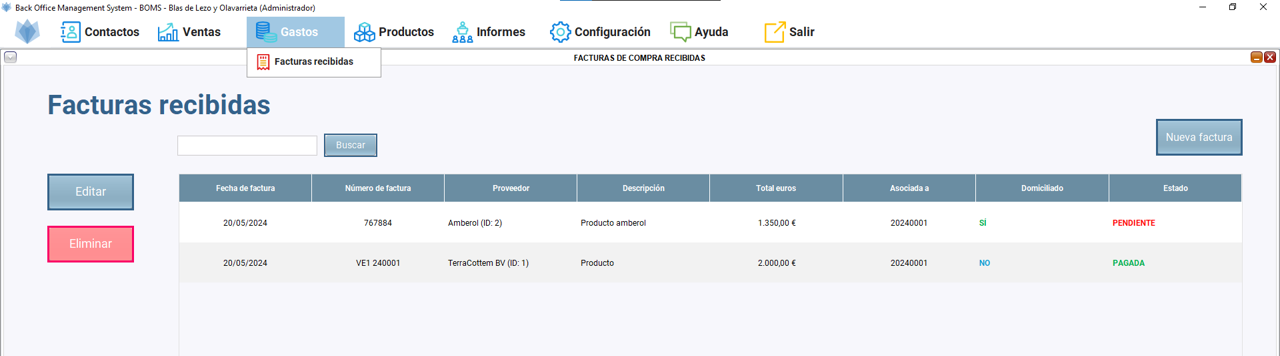 Back Office Management System - BOMS - Blas de Lezo y Olavarrieta (Administrador)
Contactos Ventas Gastos Productos Informes Configuración Ayuda Salir
Facturas recibidas
FACTURAS DE COMPRA RECIBIDAS
Facturas recibidas
Buscar
Nueva factura
Editar
Eliminar
Fecha de factura Número de factura Proveedor Descripción Total euros Asociada a Domiciliado Estado
20/05/2024 767884 Amberol (ID: 2) Producto amberol 1.350,00 € 20240001 SÍ PENDIENTE
20/05/2024 VE1 240001 TerraCottem BV (ID: 1) Producto 2.000,00 € 20240001 NO PAGADA